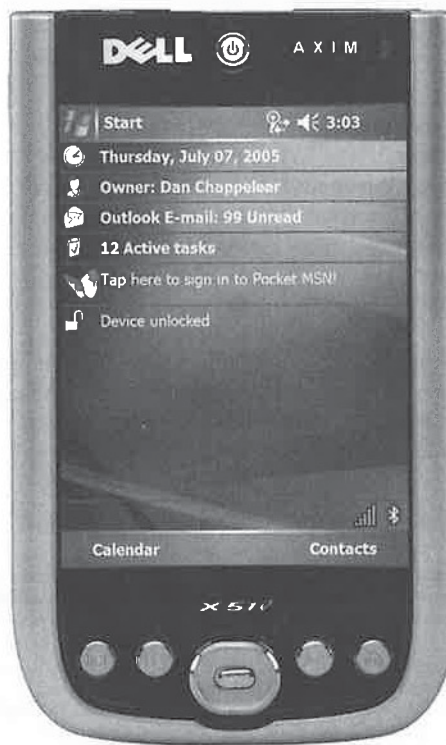 DELL AXIM
Start 3:03
Thursday, July 07, 2005
Owner: Dan Chappelear
Outlook E-mail: 99 Unread
12 Active tasks
Tap here to sign in to Pocket MSN!
Device unlocked
Calendar Contacts